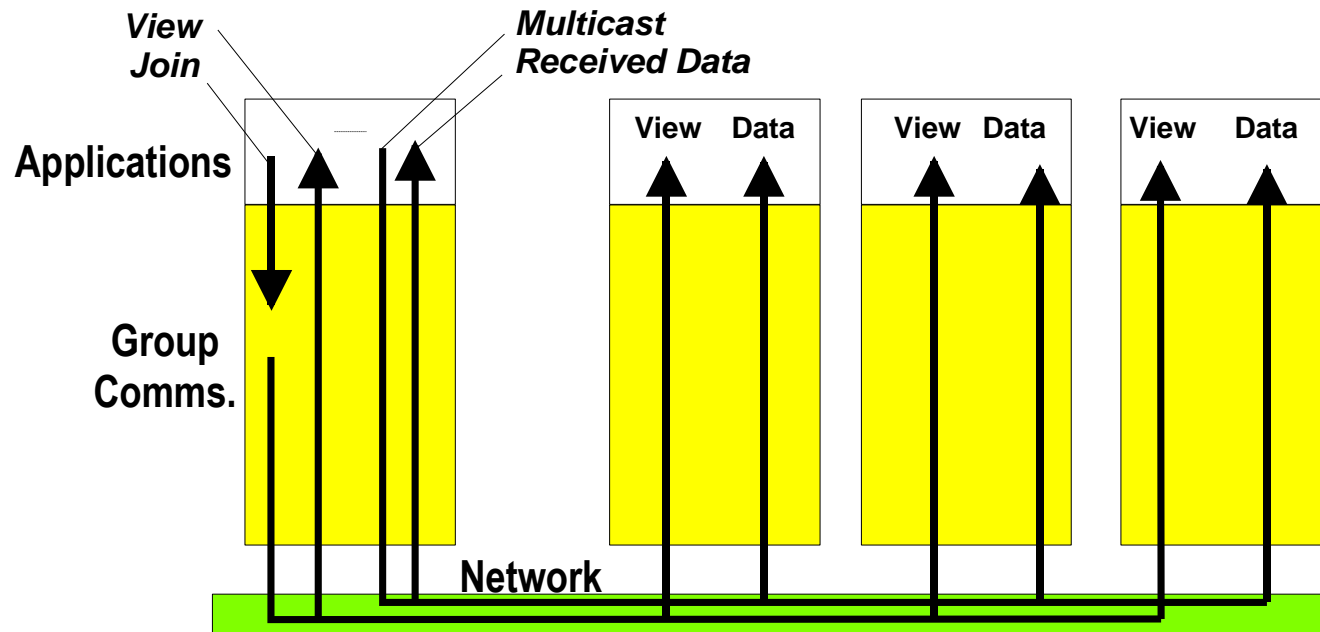 View
Join
Multicast
Received Data
View Data
View Data
View Data
Applications
Group
Comms.
Network